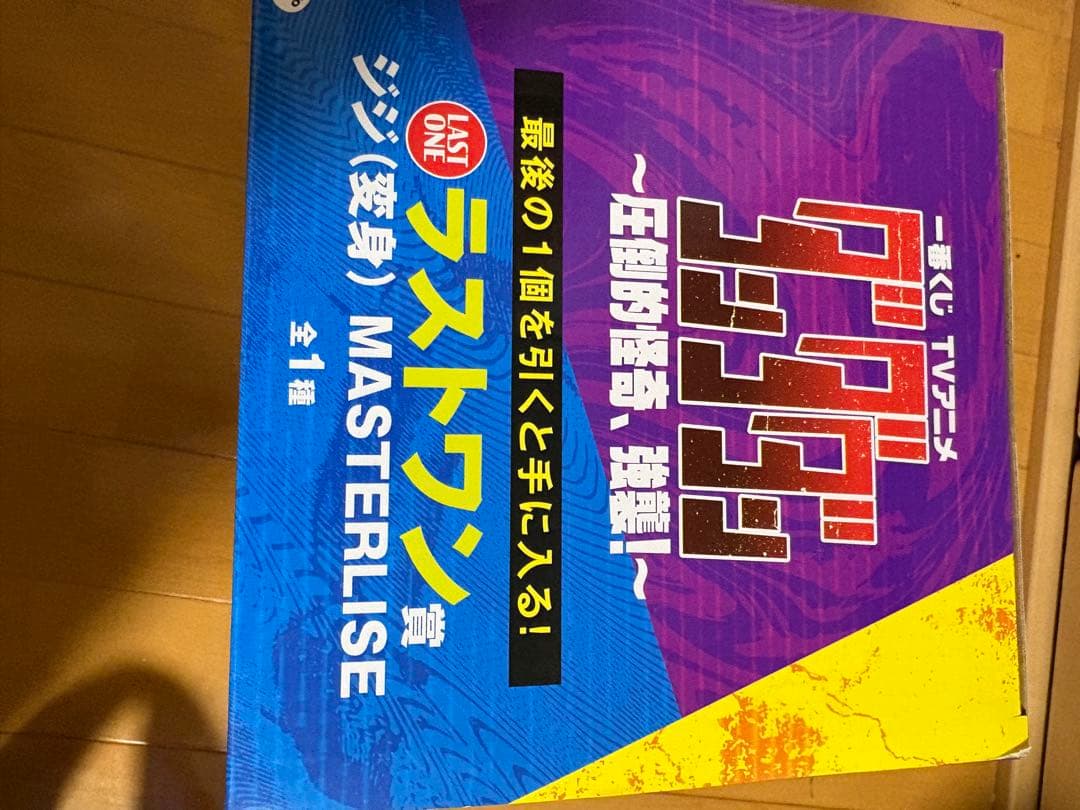 一番くじ TVアニメ
ダンダダン
〜圧倒的怪奇、強襲!〜
最後の1個を引くと手に入る!
LAST
ONE
ラストワン賞
ジジ(変身) MASTERLISE
全1種